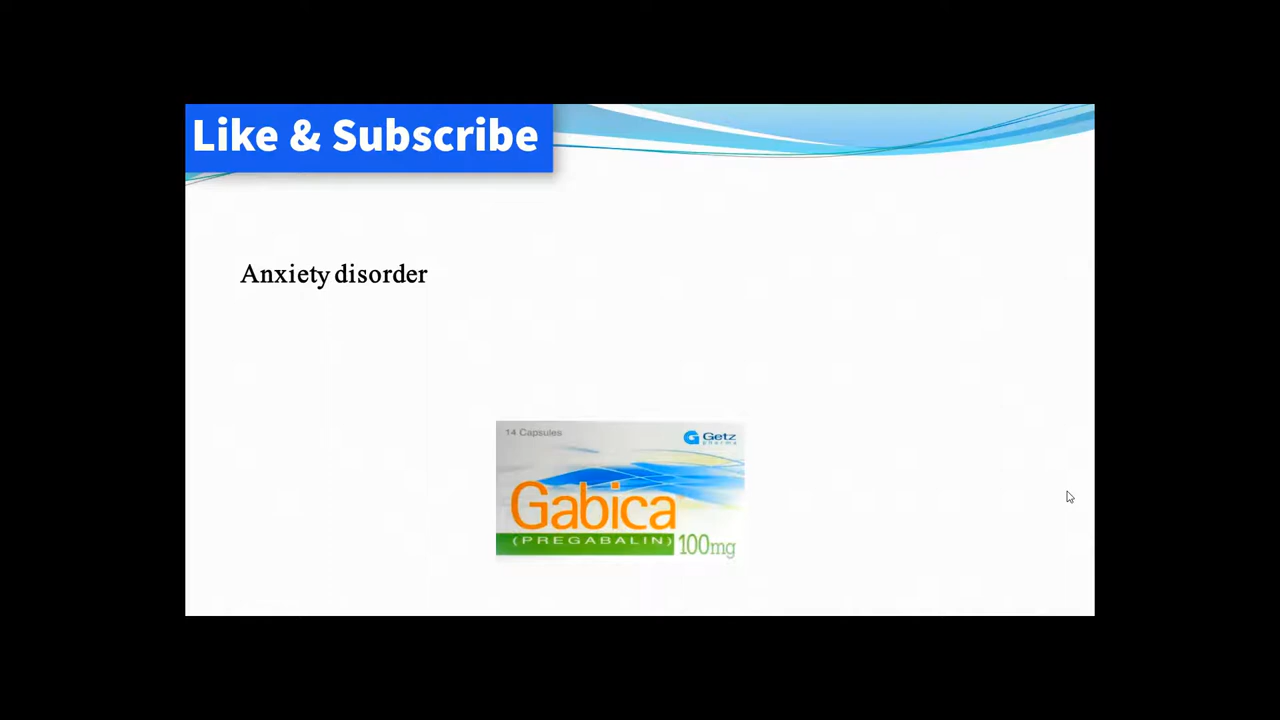 Like & Subscribe
Anxiety disorder
14 Capsules
Getz
pharma
Gabica
(PREGABALIN) 100mg